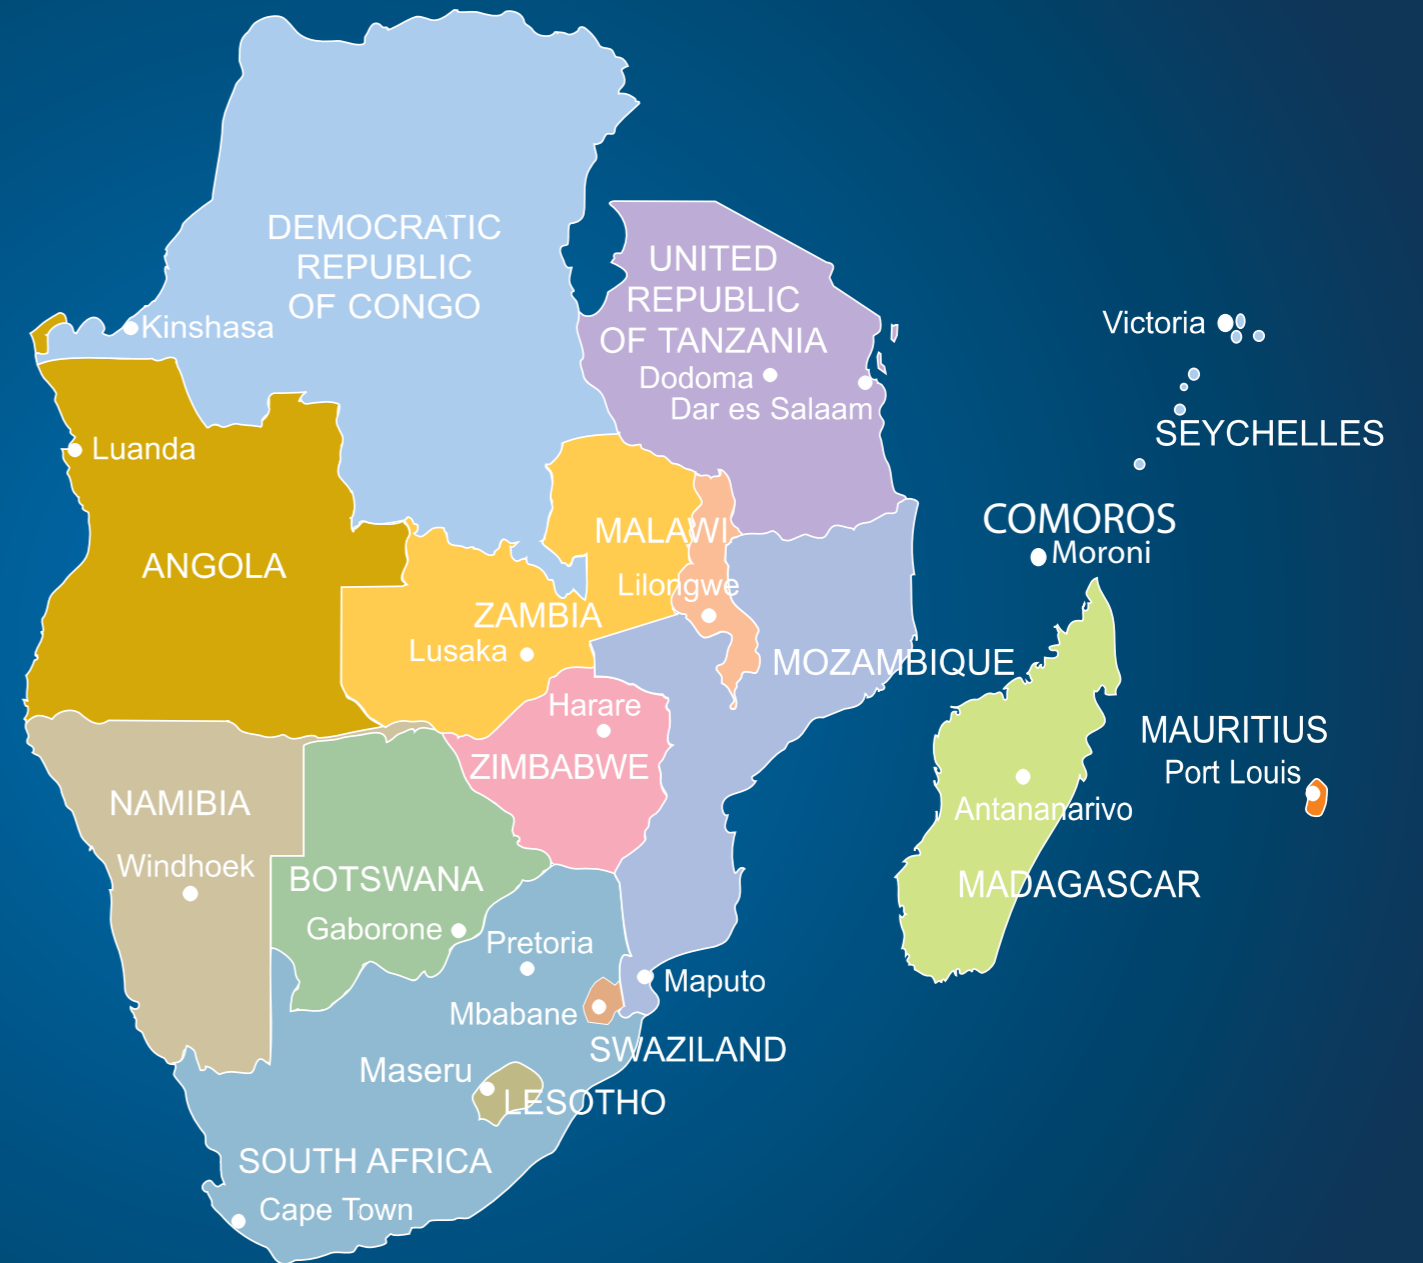 DEMOCRATIC
REPUBLIC
OF CONGO
Kinshasa
UNITED
REPUBLIC
OF TANZANIA
Dodoma
Dar es Salaam
Victoria
SEYCHELLES
Luanda
ANGOLA
MALAWI
Lilongwe
COMOROS
Moroni
ZAMBIA
Lusaka
MOZAMBIQUE
Harare
ZIMBABWE
MAURITIUS
Port Louis
NAMIBIA
Windhoek
Antananarivo
MADAGASCAR
BOTSWANA
Gaborone
Pretoria
Maputo
Mbabane
SWAZILAND
Maseru
LESOTHO
SOUTH AFRICA
Cape Town